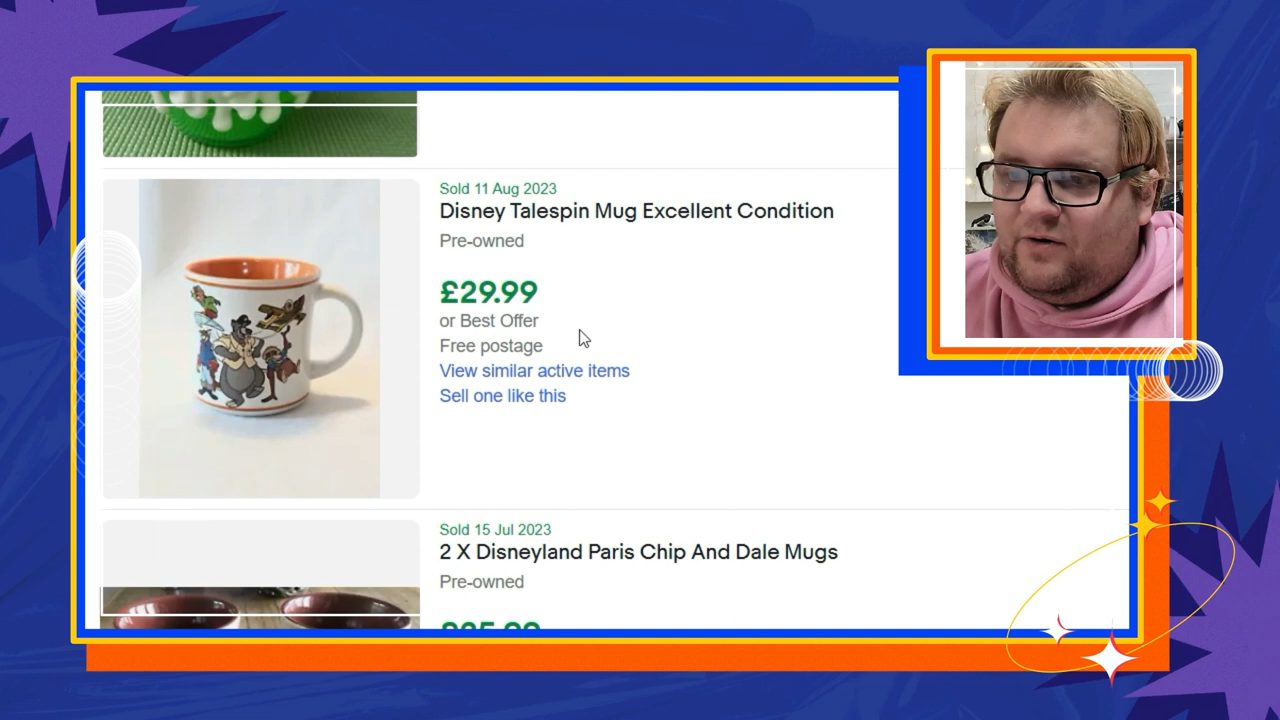 Sold 11 Aug 2023
Disney Talespin Mug Excellent Condition
Pre-owned
£29.99
or Best Offer
Free postage
View similar active items
Sell one like this
Sold 15 Jul 2023
2 X Disneyland Paris Chip And Dale Mugs
Pre-owned